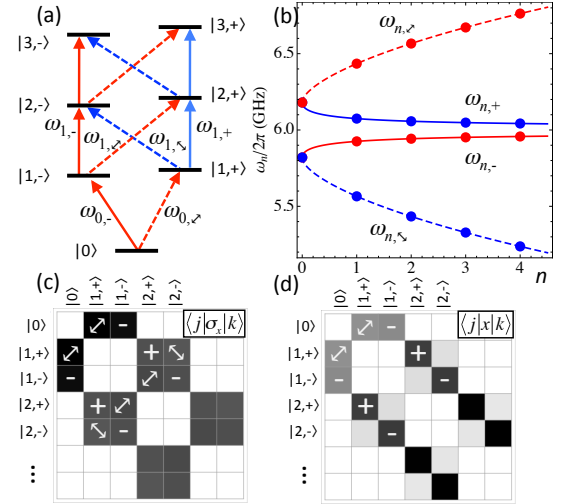 (a)
|3,-⟩
|3,+⟩
|2,-⟩
|2,+⟩
ω1,-
ω1,⤢
ω1,⤡
ω1,+
|1,-⟩
|1,+⟩
ω0,-
ω0,⤢
|0⟩
(b)
ωn/2π (GHz)
6.5
6.0
5.5
ωn,⤢
ωn,+
ωn,-
ωn,⤡
0 1 2 3 4
n
(c)
|0⟩ |1,+⟩ |1,-⟩ |2,+⟩ |2,-⟩
⟨j|σx|k⟩
|0⟩ ⤢ -
|1,+⟩ ⤢ + ⤡
|1,-⟩ - ⤢ -
|2,+⟩ + ⤢
|2,-⟩ ⤡ -
⋮
(d)
|0⟩ |1,+⟩ |1,-⟩ |2,+⟩ |2,-⟩
⟨j|x|k⟩
|0⟩ ⤢ -
|1,+⟩ ⤢ +
|1,-⟩ - -
|2,+⟩ +
|2,-⟩ -
⋮